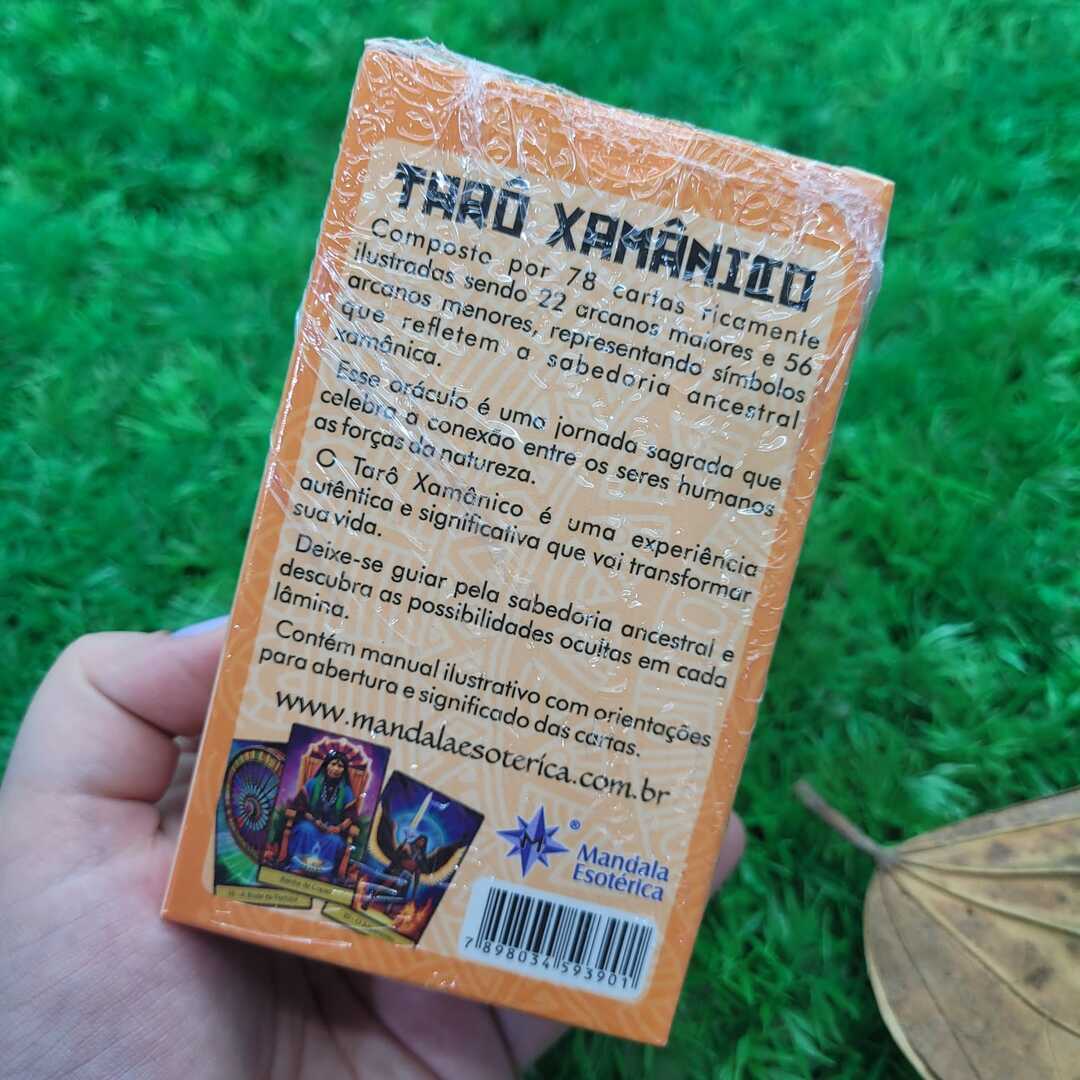 TARÔ XAMÂNICO
Composto por 78 cartas ricamente
ilustradas sendo 22 arcanos maiores e 56
arcanos menores, representando símbolos
que refletem a sabedoria ancestral
xamânica.
Esse oráculo é uma jornada sagrada que
celebra a conexão entre os seres humanos
as forças da natureza.
O Tarô Xamânico é uma experiência
autêntica e significativa que vai transformar
sua vida.
Deixe-se guiar pela sabedoria ancestral e
descubra as possibilidades ocultas em cada
lâmina.
Contém manual ilustrativo com orientações
para abertura e significado das cartas.
www.mandalaesoterica.com.br
M ®
Mandala
Esotérica
7 898034 593901